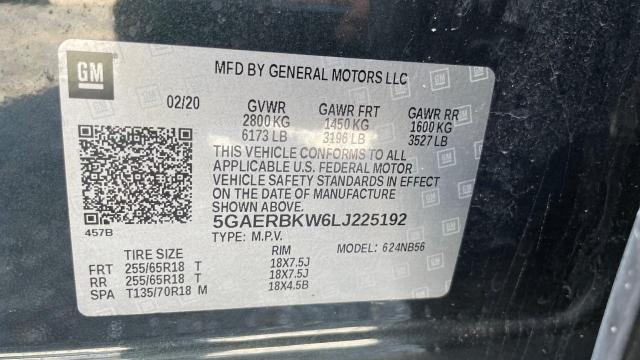 GM
MFD BY GENERAL MOTORS LLC
02/20 GVWR GAWR FRT GAWR RR
2800 KG 1450 KG 1600 KG
6173 LB 3196 LB 3527 LB
THIS VEHICLE CONFORMS TO ALL
APPLICABLE U.S. FEDERAL MOTOR
VEHICLE SAFETY STANDARDS IN EFFECT
ON THE DATE OF MANUFACTURE
SHOWN ABOVE.
457B 5GAERBKW6LJ225192
TYPE: M.P.V. MODEL: 624NB56
TIRE SIZE RIM
FRT 255/65R18 T 18X7.5J
RR 255/65R18 T 18X7.5J
SPA T135/70R18 M 18X4.5B